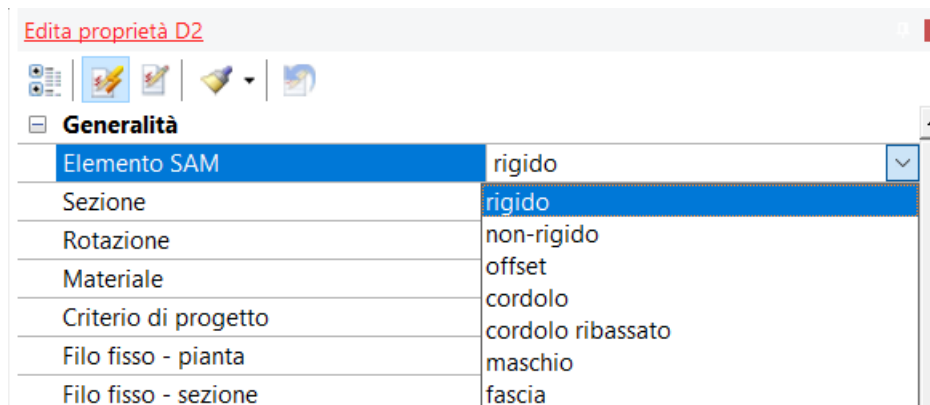 Edita proprietà D2
Generalità
Elemento SAM rigido
Sezione rigido
Rotazione non-rigido
Materiale offset
Criterio di progetto cordolo
cordolo ribassato
Filo fisso - pianta maschio
Filo fisso - sezione fascia